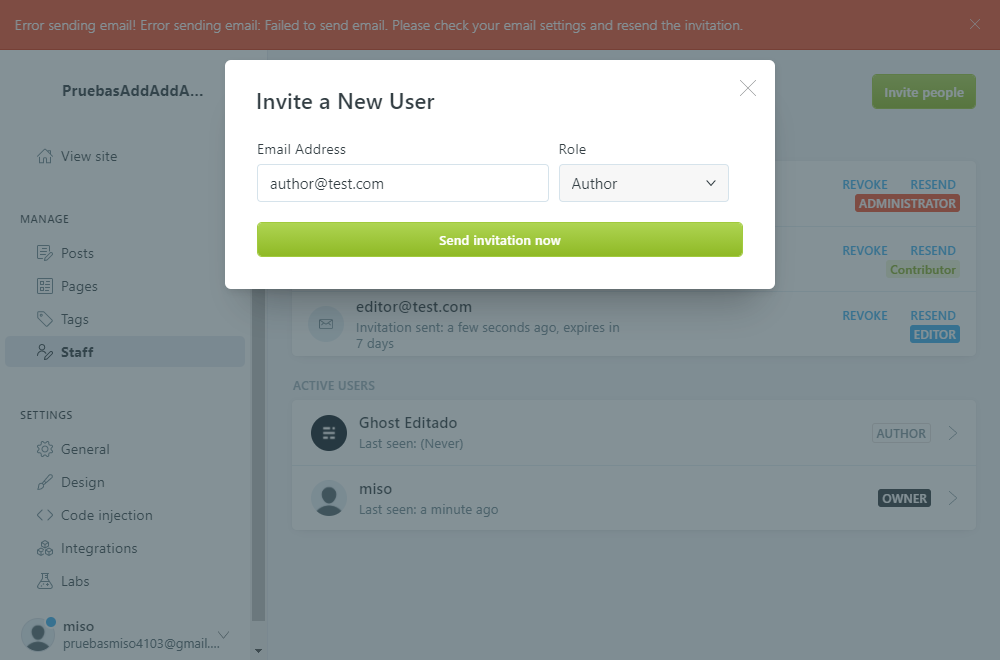 Error sending email! Error sending email: Failed to send email. Please check your email settings and resend the invitation.
PruebasAddAddA...
Invite people
Invite a New User
Email Address
Role
author@test.com
Author
Send invitation now
View site
MANAGE
Posts
Pages
Tags
Staff
SETTINGS
General
Design
Code injection
Integrations
Labs
miso
pruebasmiso4103@gmail....
REVOKE RESEND
ADMINISTRATOR
REVOKE RESEND
Contributor
editor@test.com
Invitation sent: a few seconds ago, expires in
7 days
REVOKE RESEND
EDITOR
ACTIVE USERS
Ghost Editado
Last seen: (Never)
AUTHOR
miso
Last seen: a minute ago
OWNER